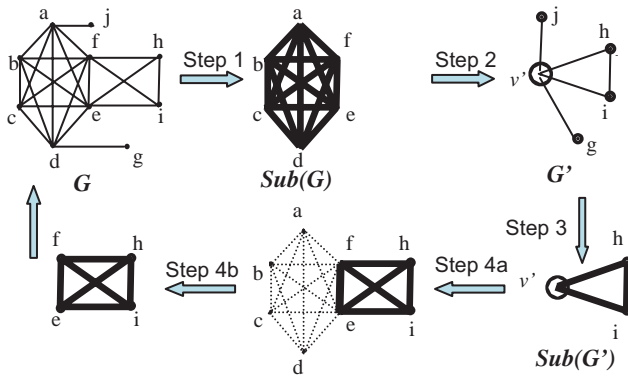 a
j
b
f
h
c
e
i
d
g
G
Step 1
a
b
f
c
e
d
Sub(G)
Step 2
j
h
v'
i
g
G'
Step 3
h
v'
i
Sub(G')
Step 4a
a
b
f
h
c
e
i
d
Step 4b
f
h
e
i